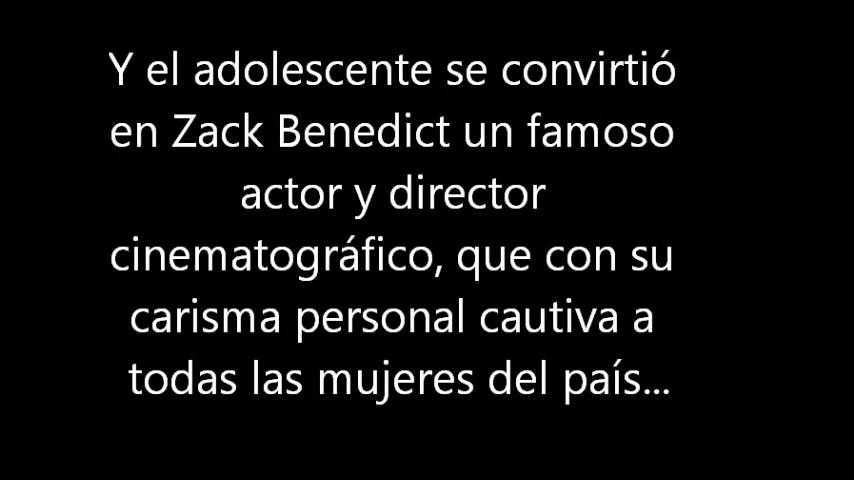 Y el adolescente se convirtió
en Zack Benedict un famoso
actor y director
cinematográfico, que con su
carisma personal cautiva a
todas las mujeres del país...